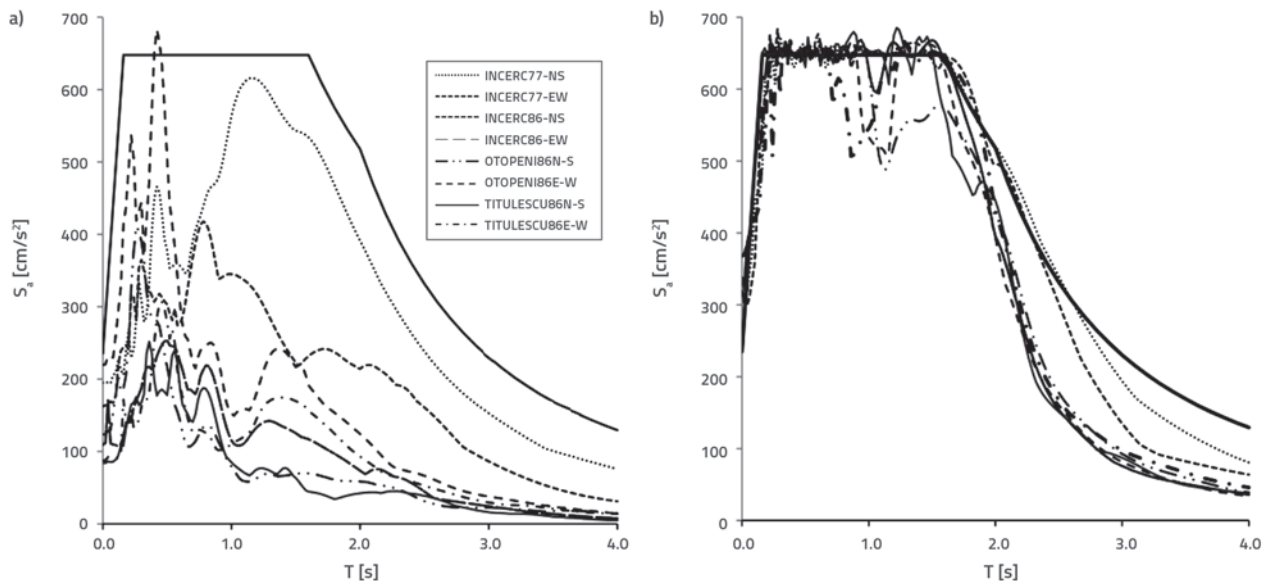 a)
700
600
500
400
300
200
100
0
S_a [cm/s²]
0.0 1.0 2.0 3.0 4.0
T [s]
INCERC77-NS
INCERC77-EW
INCERC86-NS
INCERC86-EW
OTOPENI86N-S
OTOPENI86E-W
TITULESCU86N-S
TITULESCU86E-W
b)
700
600
500
400
300
200
100
0
S_a [cm/s²]
0.0 1.0 2.0 3.0 4.0
T [s]